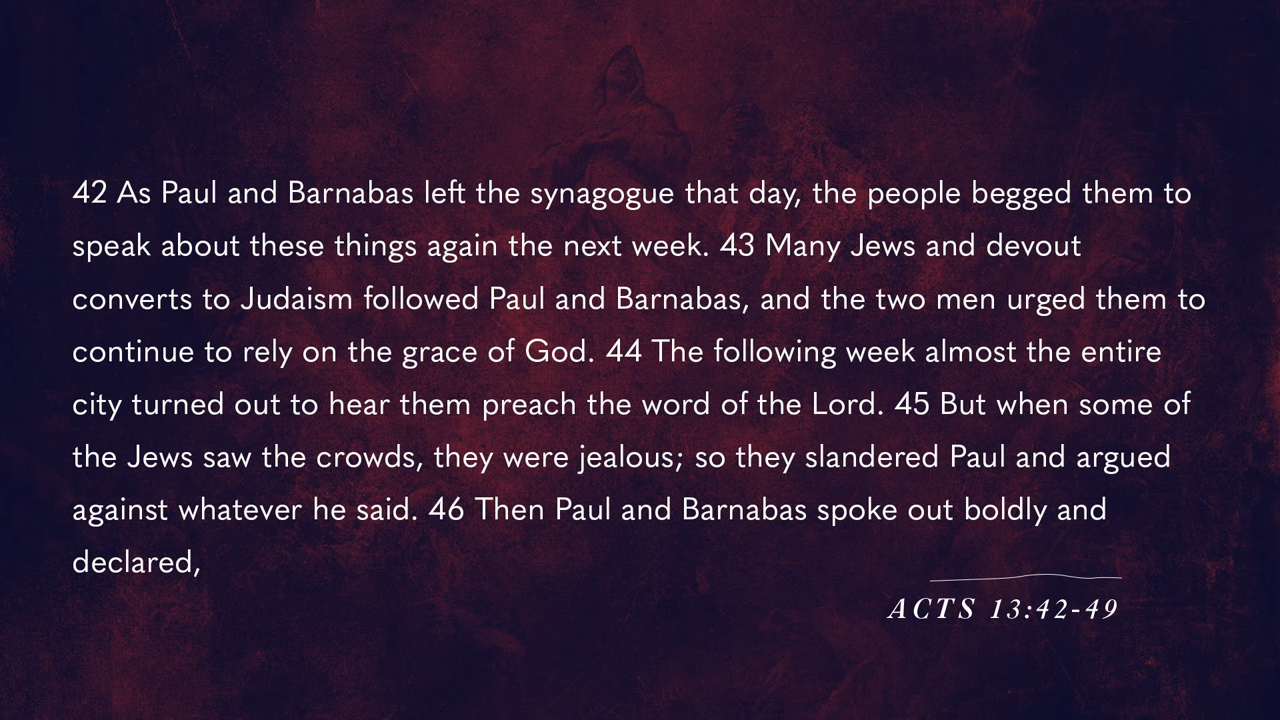 42 As Paul and Barnabas left the synagogue that day, the people begged them to
speak about these things again the next week. 43 Many Jews and devout
converts to Judaism followed Paul and Barnabas, and the two men urged them to
continue to rely on the grace of God. 44 The following week almost the entire
city turned out to hear them preach the word of the Lord. 45 But when some of
the Jews saw the crowds, they were jealous; so they slandered Paul and argued
against whatever he said. 46 Then Paul and Barnabas spoke out boldly and
declared,
ACTS 13:42-49